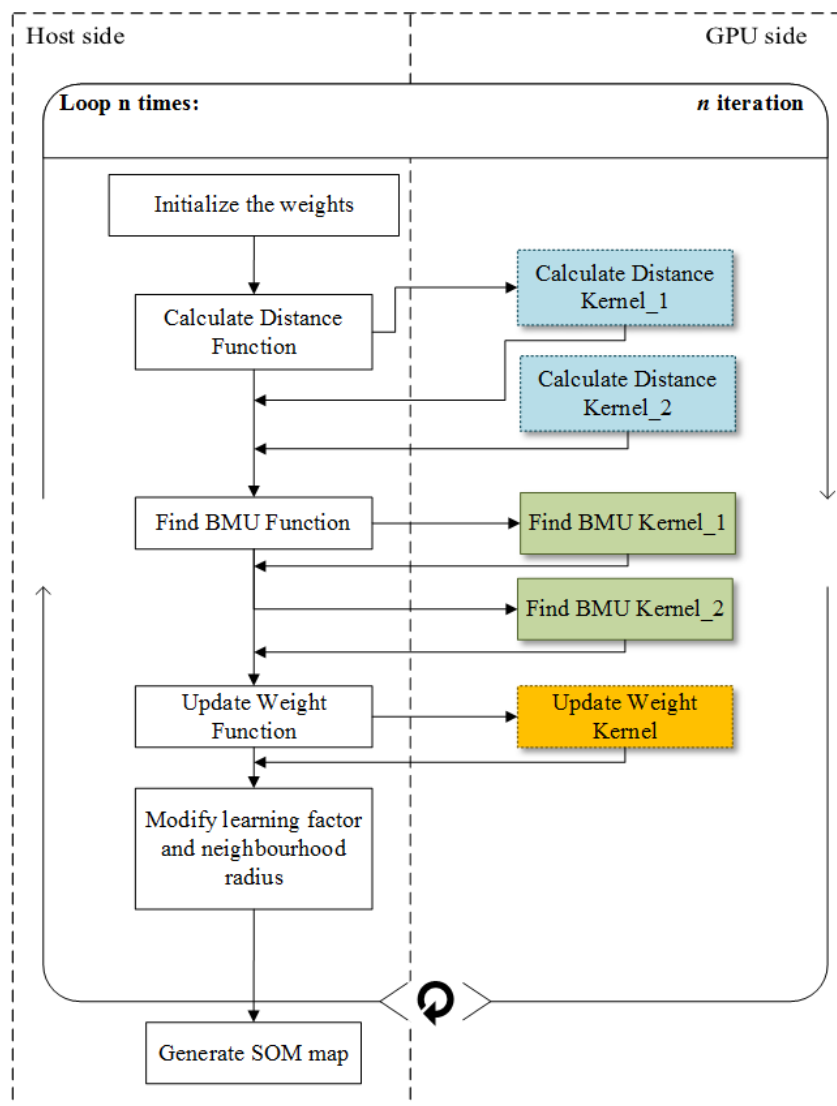 Host side
GPU side
Loop n times:
n iteration
Initialize the weights
Calculate Distance
Function
Calculate Distance
Kernel_1
Calculate Distance
Kernel_2
Find BMU Function
Find BMU Kernel_1
Find BMU Kernel_2
Update Weight
Function
Update Weight
Kernel
Modify learning factor
and neighbourhood
radius
Generate SOM map